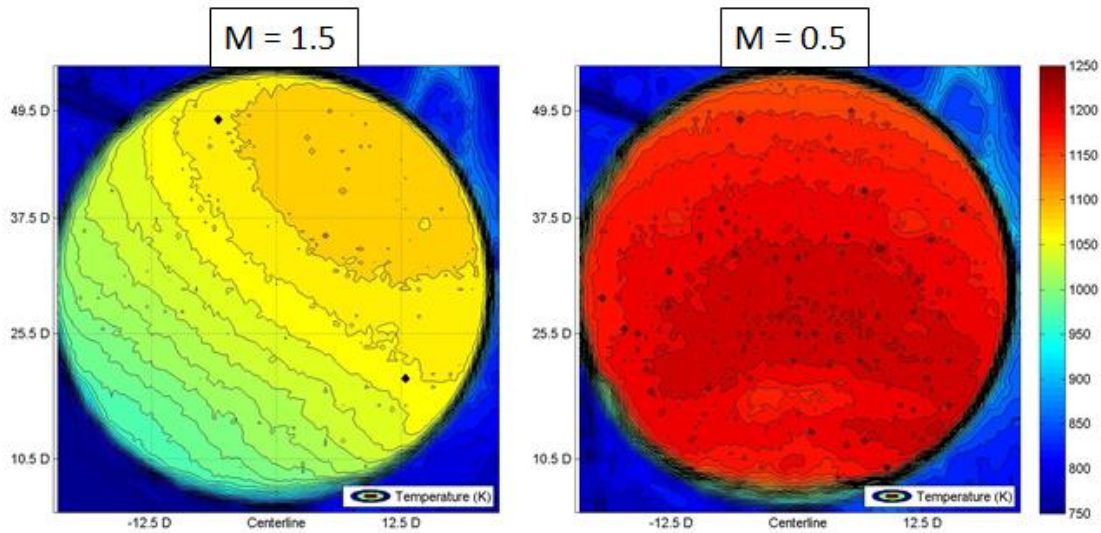 M = 1.5
M = 0.5
49.5 D
37.5 D
25.5 D
10.5 D
-12.5 D
Centerline
12.5 D
Temperature (K)
49.5 D
37.5 D
25.5 D
10.5 D
-12.5 D
Centerline
12.5 D
Temperature (K)
1250
1200
1150
1100
1050
1000
950
900
850
800
750